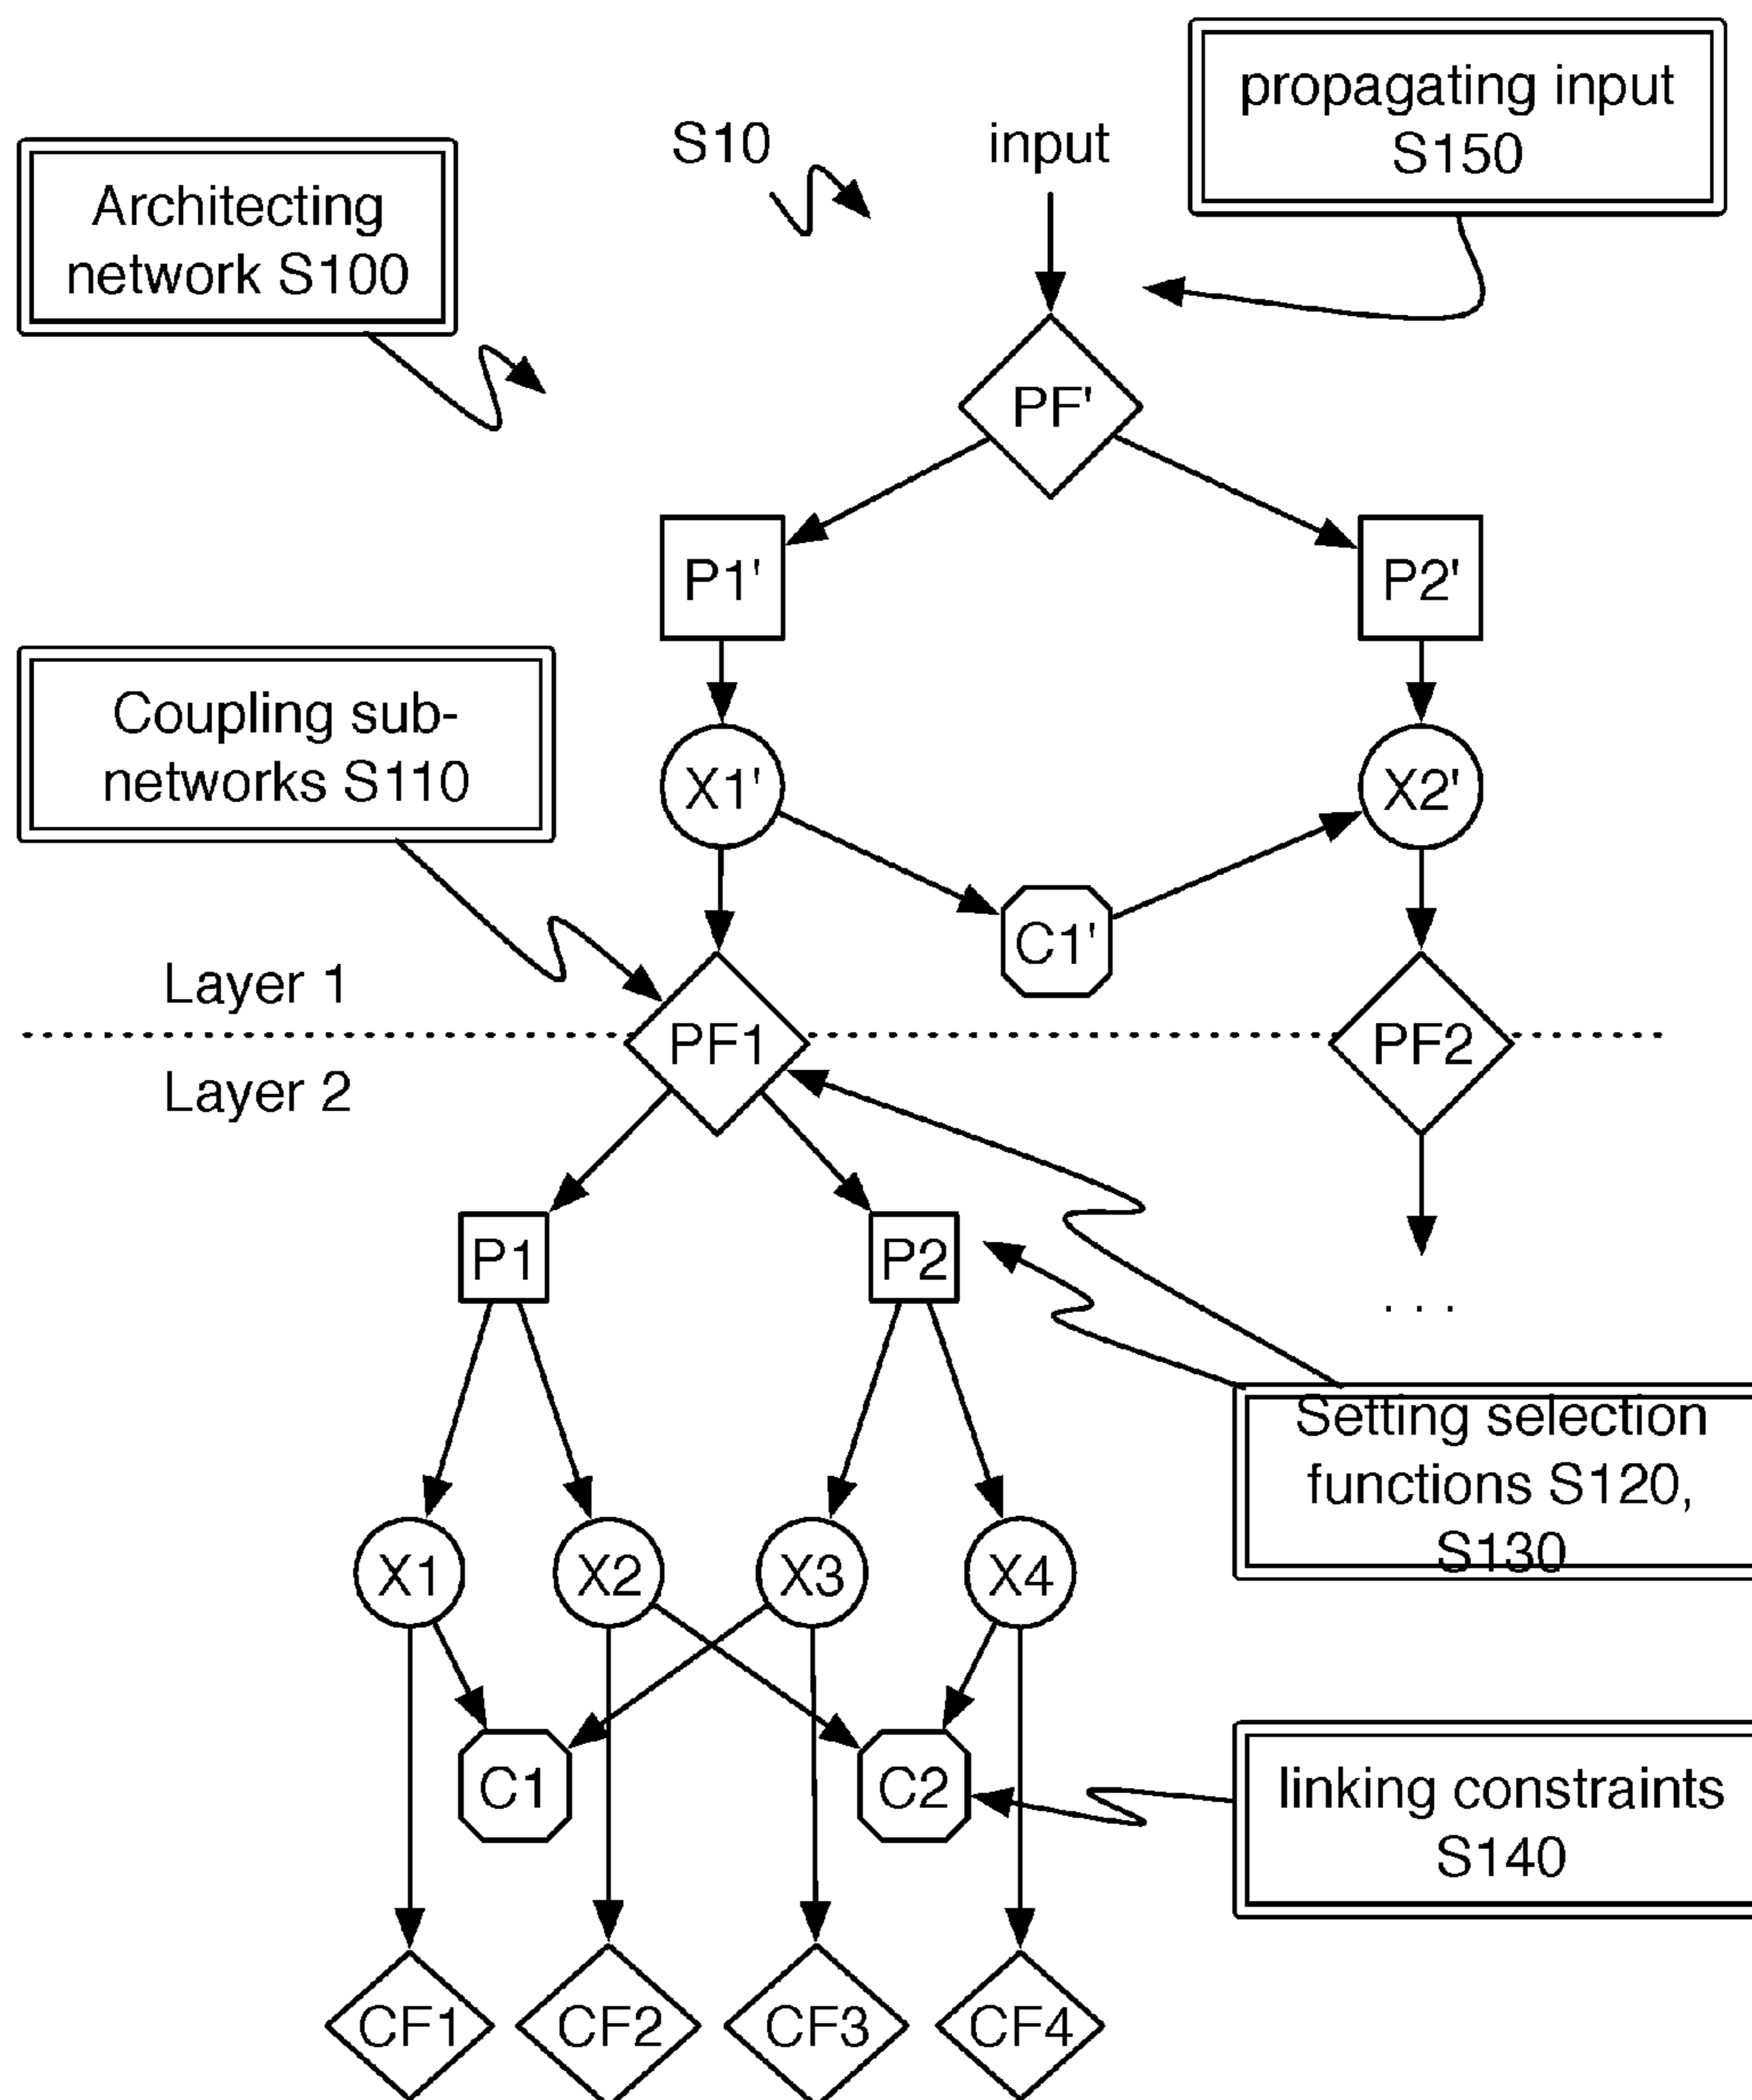 propagating input
S150
S10
input
Architecting
network S100
PF'
P1'
P2'
Coupling sub-
networks S110
X1'
X2'
C1'
Layer 1
PF1
PF2
Layer 2
P1
P2
. . .
Setting selection
functions S120,
S130
X1
X2
X3
X4
C1
C2
linking constraints
S140
CF1
CF2
CF3
CF4